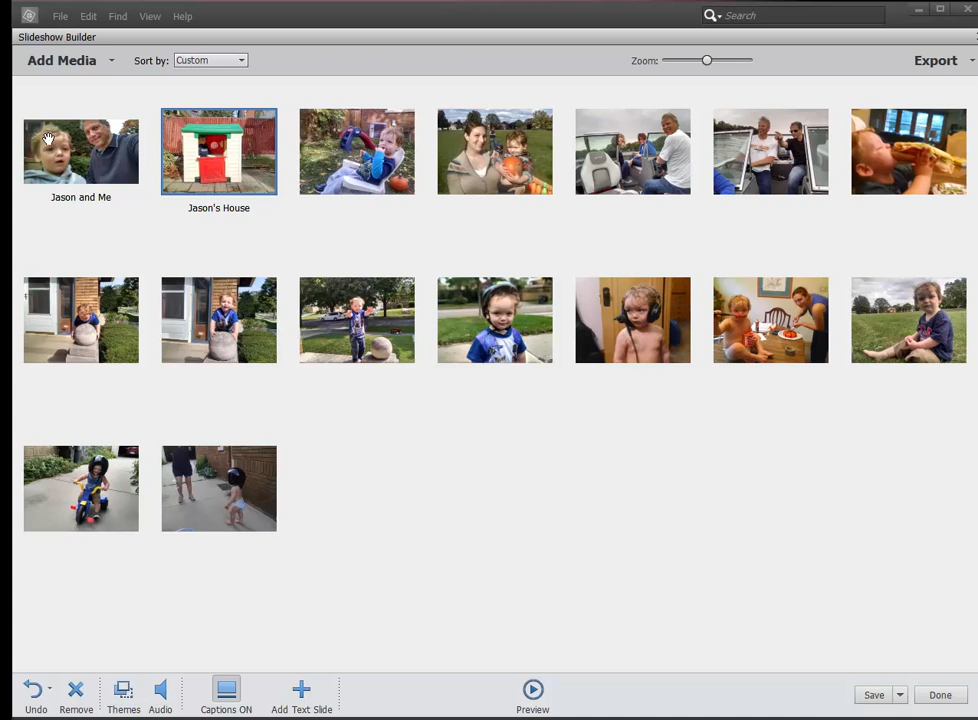 File Edit Find View Help Search
Slideshow Builder
Add Media Sort by: Custom Zoom: Export
Jason and Me
Jason's House
Undo Remove Themes Audio Captions ON Add Text Slide Preview Save Done